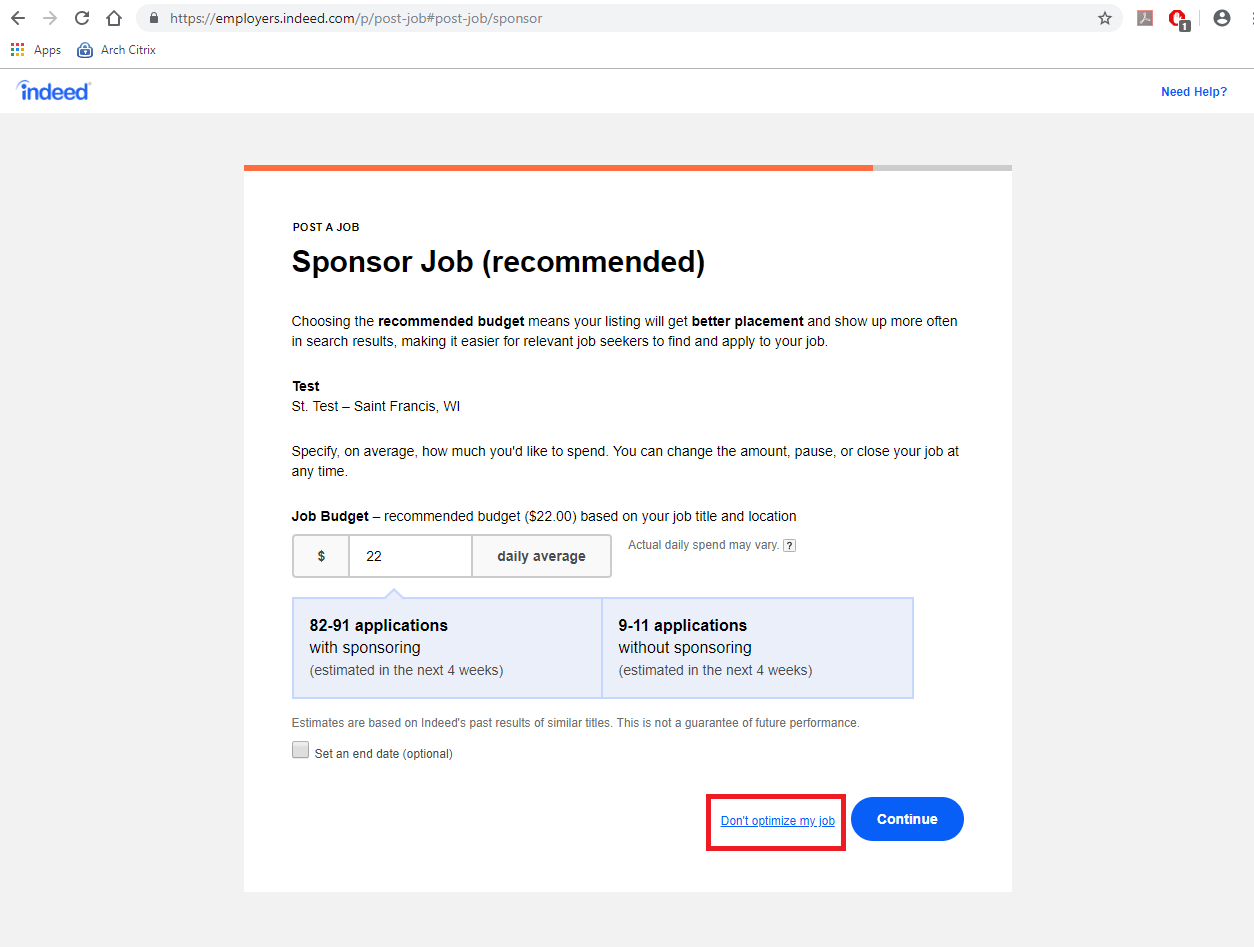 https://employers.indeed.com/p/post-job#post-job/sponsor
1
Apps
Arch Citrix
indeed
Need Help?
POST A JOB
Sponsor Job (recommended)
Choosing the recommended budget means your listing will get better placement and show up more often
in search results, making it easier for relevant job seekers to find and apply to your job.
Test
St. Test – Saint Francis, WI
Specify, on average, how much you'd like to spend. You can change the amount, pause, or close your job at
any time.
Job Budget – recommended budget ($22.00) based on your job title and location
$ 22 daily average
Actual daily spend may vary. ?
82-91 applications
with sponsoring
(estimated in the next 4 weeks)
9-11 applications
without sponsoring
(estimated in the next 4 weeks)
Estimates are based on Indeed's past results of similar titles. This is not a guarantee of future performance.
Set an end date (optional)
Don't optimize my job
Continue